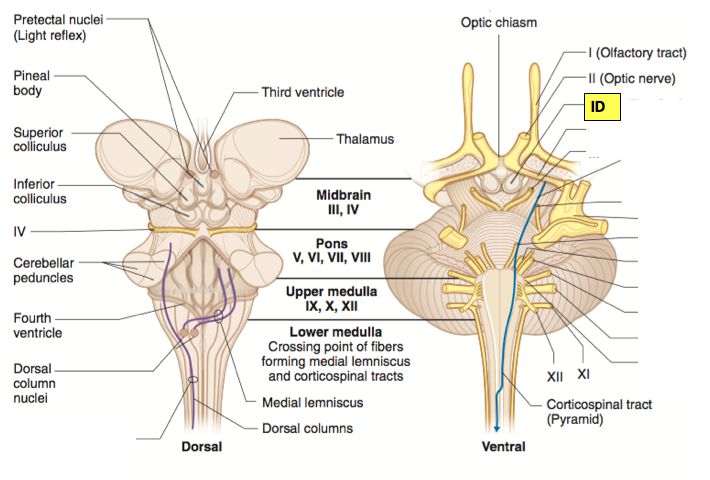 Pretectal nuclei
(Light reflex)
Pineal
body
Superior
colliculus
Inferior
colliculus
IV
Cerebellar
peduncles
Fourth
ventricle
Dorsal
column
nuclei
Third ventricle
Thalamus
Midbrain
III, IV
Pons
V, VI, VII, VIII
Upper medulla
IX, X, XII
Lower medulla
Crossing point of fibers
forming medial lemniscus
and corticospinal tracts
Medial lemniscus
Dorsal columns
Dorsal
Optic chiasm
I (Olfactory tract)
II (Optic nerve)
ID
XII
XI
Corticospinal tract
(Pyramid)
Ventral